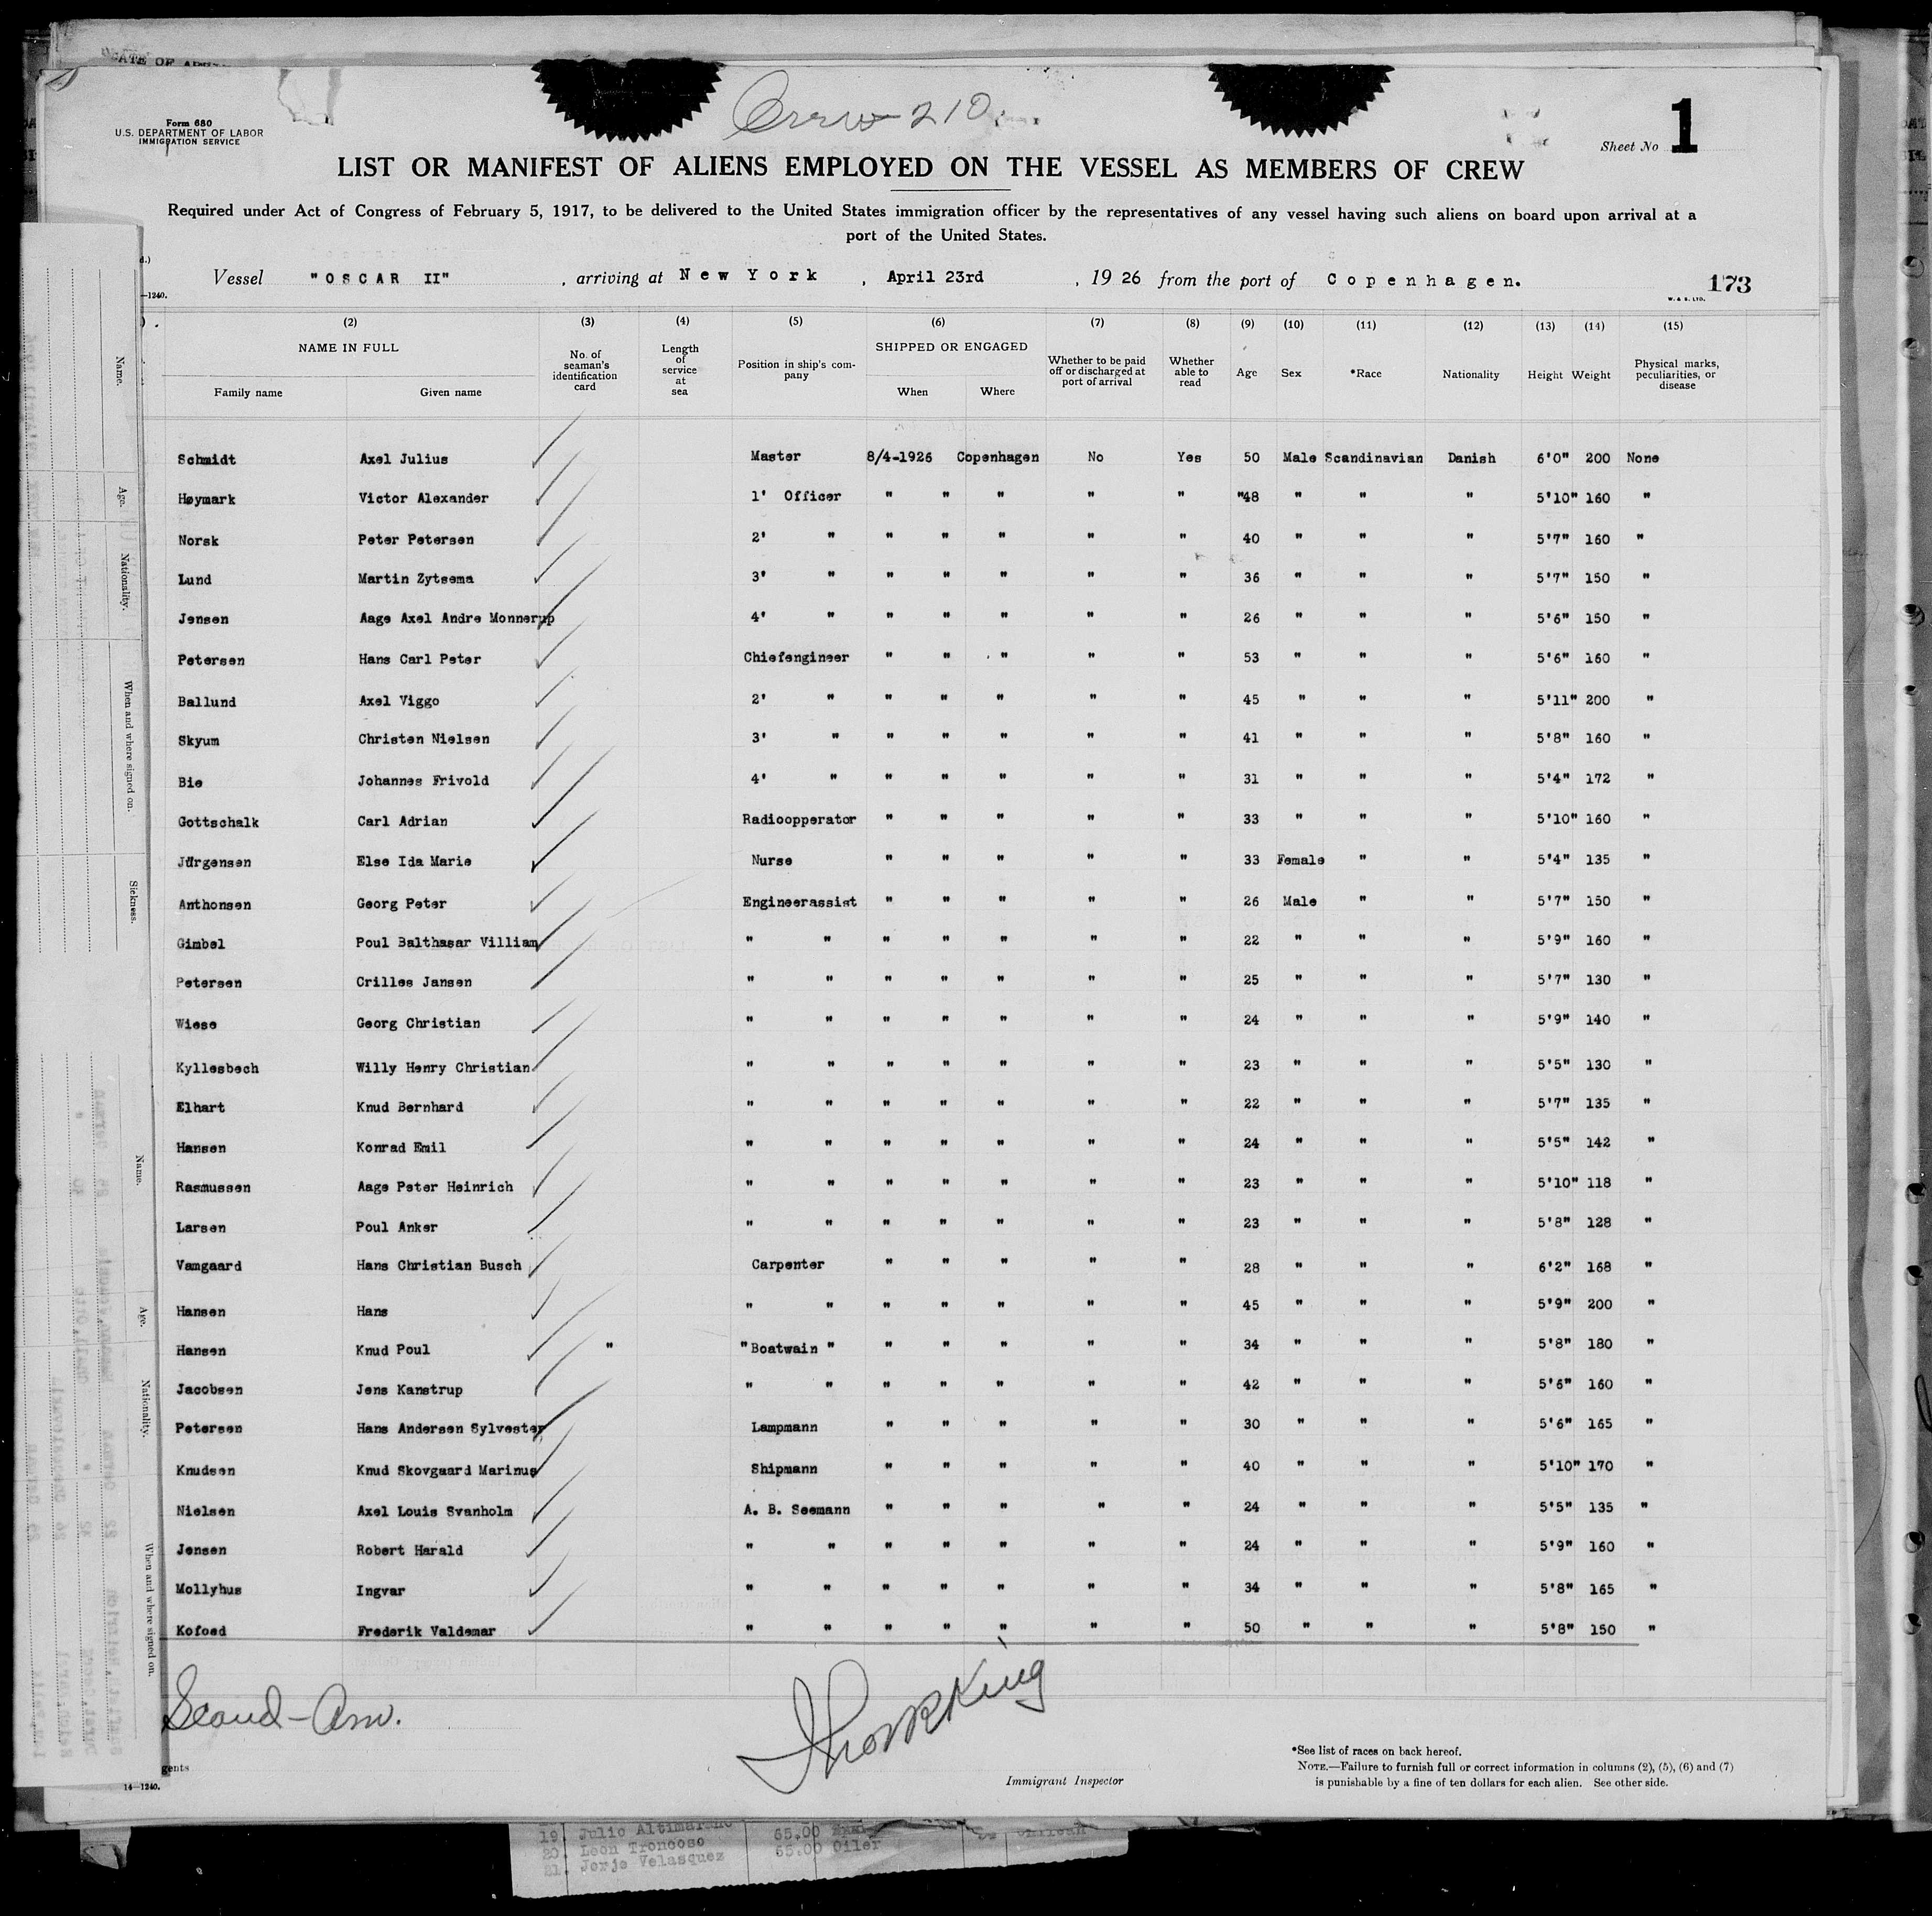 Crew 210.
Form 680
U.S. DEPARTMENT OF LABOR
IMMIGRATION SERVICE
Sheet No 1
LIST OR MANIFEST OF ALIENS EMPLOYED ON THE VESSEL AS MEMBERS OF CREW
Required under Act of Congress of February 5, 1917, to be delivered to the United States immigration officer by the representatives of any vessel having such aliens on board upon arrival at a
port of the United States.
Vessel "OSCAR II" , arriving at New York , April 23rd , 1926 from the port of Copenhagen.
173
W. & S. LTD.
—1240.
(2) (3) (4) (5) (6) (7) (8) (9) (10) (11) (12) (13) (14) (15)
NAME IN FULL
Family name Given name
No. of seaman's identification card
Length of service at sea
Position in ship's company
SHIPPED OR ENGAGED
When Where
Whether to be paid off or discharged at port of arrival
Whether able to read
Age Sex *Race Nationality Height Weight
Physical marks, peculiarities, or disease
Schmidt Axel Julius Master 8/4-1926 Copenhagen No Yes 50 Male Scandinavian Danish 6'0" 200 None
Høymark Victor Alexander 1' Officer " " " " " "48 " " " 5'10" 160 "
Norsk Peter Petersen 2' " " " " " " 40 " " " 5'7" 160 "
Lund Martin Zytsema 3' " " " " " " 36 " " " 5'7" 150 "
Jensen Aage Axel Andre Monnerup 4' " " " " " " 26 " " " 5'6" 150 "
Petersen Hans Carl Peter Chiefengineer " " " " " 53 " " " 5'6" 160 "
Ballund Axel Viggo 2' " " " " " " 45 " " " 5'11" 200 "
Skyum Christen Nielsen 3' " " " " " " 41 " " " 5'8" 160 "
Bie Johannes Frivold 4' " " " " " " 31 " " " 5'4" 172 "
Gottschalk Carl Adrian Radioopperator " " " " " 33 " " " 5'10" 160 "
Jürgensen Else Ida Marie Nurse " " " " " 33 Female " " 5'4" 135 "
Anthonsen Georg Peter Engineerassist " " " " " 26 Male " " 5'7" 150 "
Gimbel Poul Balthasar Villiam " " " " " " " 22 " " " 5'9" 160 "
Petersen Crilles Jansen " " " " " " " 25 " " " 5'7" 130 "
Wiese Georg Christian " " " " " " " 24 " " " 5'9" 140 "
Kyllesbech Willy Henry Christian " " " " " " " 23 " " " 5'5" 130 "
Elhart Knud Bernhard " " " " " " " 22 " " " 5'7" 135 "
Hansen Konrad Emil " " " " " " " 24 " " " 5'5" 142 "
Rasmussen Aage Peter Heinrich " " " " " " " 23 " " " 5'10" 118 "
Larsen Poul Anker " " " " " " " 23 " " " 5'8" 128 "
Vamgaard Hans Christian Busch Carpenter " " " " " 28 " " " 6'2" 168 "
Hansen Hans " " " " " " " 45 " " " 5'9" 200 "
Hansen Knud Poul " "Boatwain " " " " " " 34 " " " 5'8" 180 "
Jacobsen Jens Kanstrup " " " " " " " 42 " " " 5'6" 160 "
Petersen Hans Andersen Sylvester Lampmann " " " " " 30 " " " 5'6" 165 "
Knudsen Knud Skovgaard Marinus Shipmann " " " " " 40 " " " 5'10" 170 "
Nielsen Axel Louis Svanholm A. B. Seemann " " " " " 24 " " " 5'5" 135 "
Jensen Robert Harald " " " " " " " 24 " " " 5'9" 160 "
Mollyhus Ingvar " " " " " " " 34 " " " 5'8" 165 "
Kofoed Frederik Valdemar " " " " " " " 50 " " " 5'8" 150 "
Scand-Am.
gents
Immigrant Inspector
*See list of races on back hereof.
NOTE.—Failure to furnish full or correct information in columns (2), (5), (6) and (7)
is punishable by a fine of ten dollars for each alien. See other side.
14—1240.
Name.
Age.
Nationality.
When and where signed on.
Sickness.
Name.
Age.
Nationality.
When and where signed on.
19. Julio 65.00
20. Leon Troncoso 65.00 Oiler
21. Jorje Velasquez